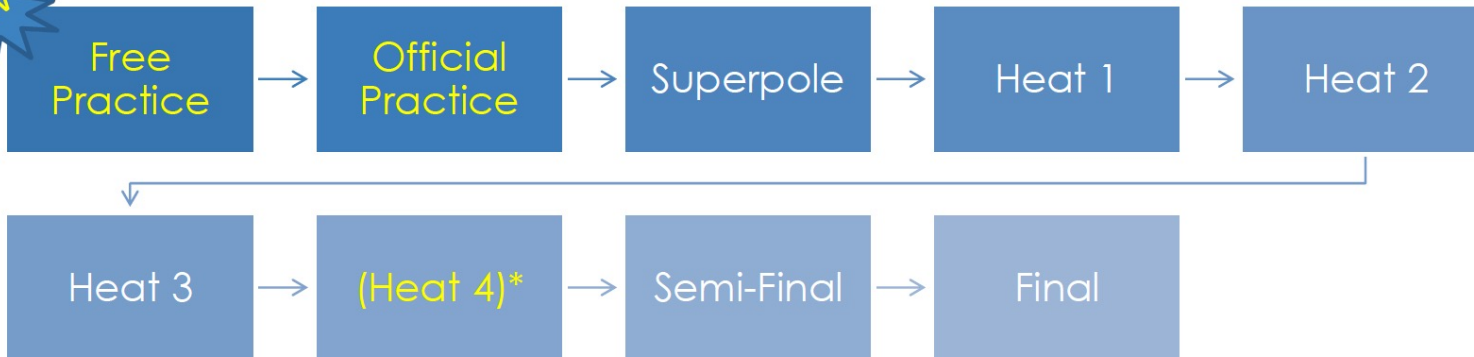 Free
Practice
Official
Practice
Superpole
Heat 1
Heat 2
Heat 3
(Heat 4)*
Semi-Final
Final